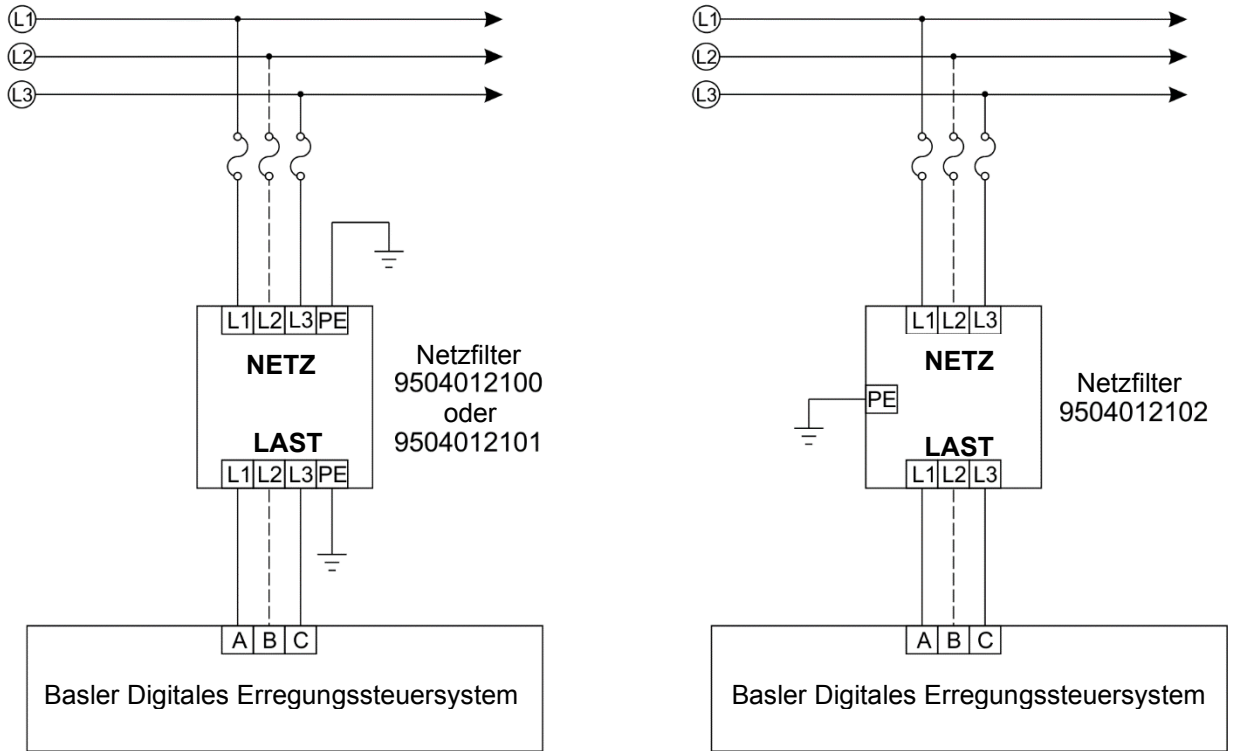 L1
L2
L3
L1 L2 L3 PE
NETZ
LAST
L1 L2 L3 PE
Netzfilter
9504012100
oder
9504012101
A B C
Basler Digitales Erregungssteuersystem
L1
L2
L3
L1 L2 L3
NETZ
PE
LAST
L1 L2 L3
Netzfilter
9504012102
A B C
Basler Digitales Erregungssteuersystem